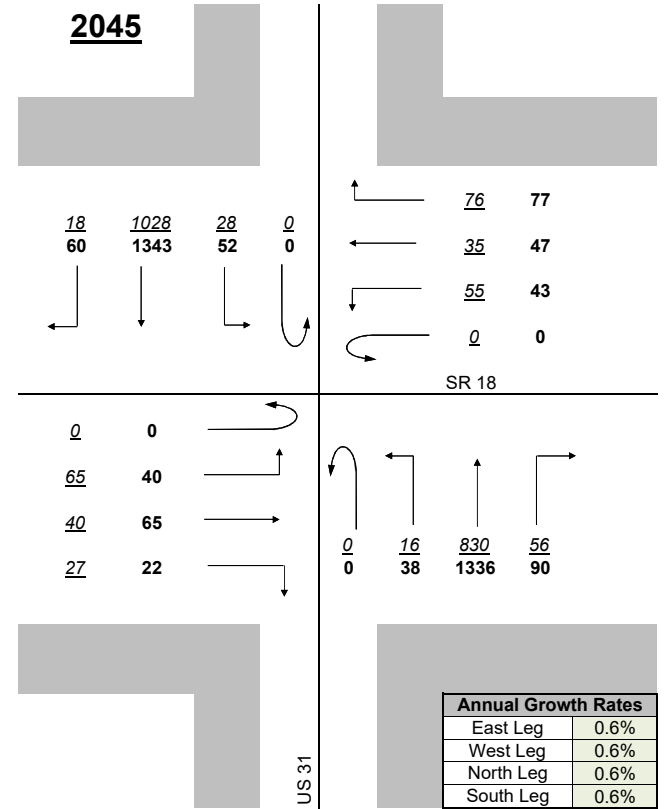 2045
18 1028 28 0
60 1343 52 0
76 77
35 47
55 43
0 0
SR 18
0 0
65 40
40 65
27 22
0 16 830 56
0 38 1336 90
US 31
Annual Growth Rates
East Leg 0.6%
West Leg 0.6%
North Leg 0.6%
South Leg 0.6%